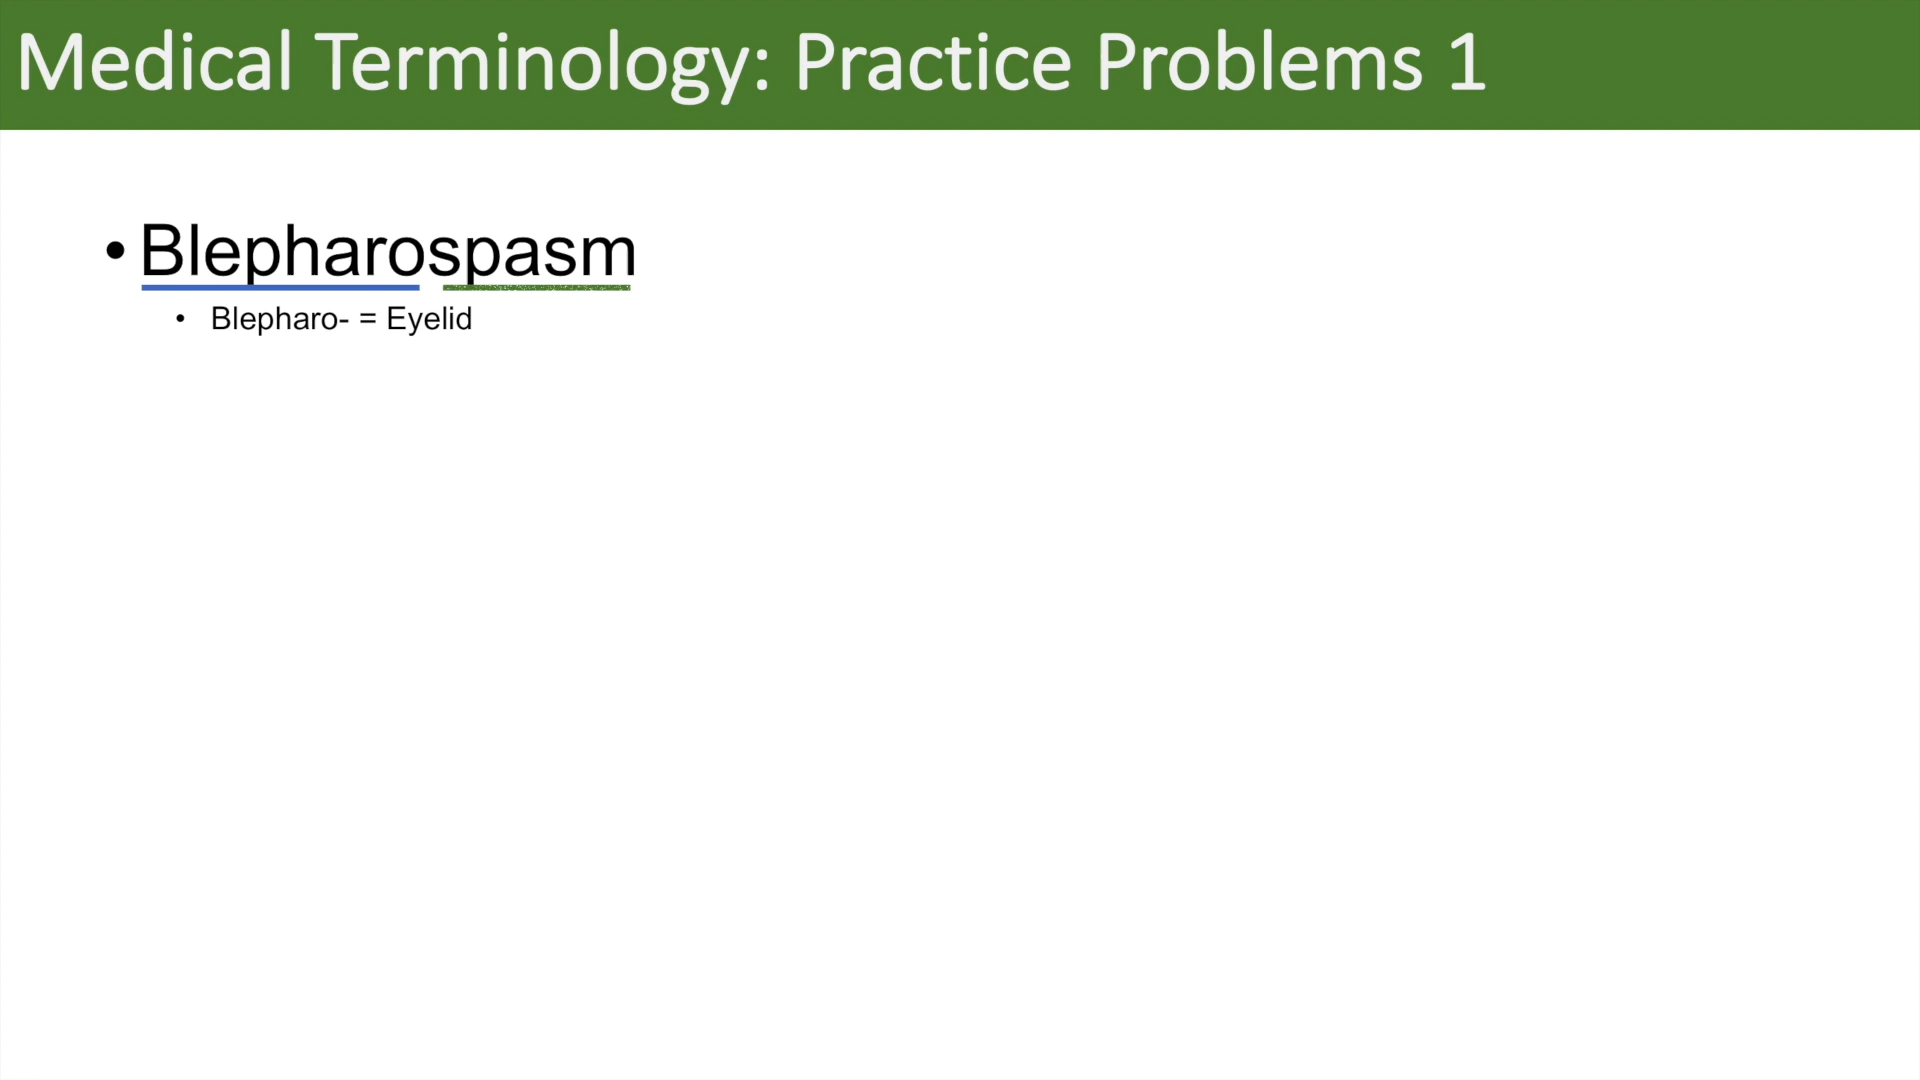 Medical Terminology: Practice Problems 1
• Blepharospasm
• Blepharo- = Eyelid